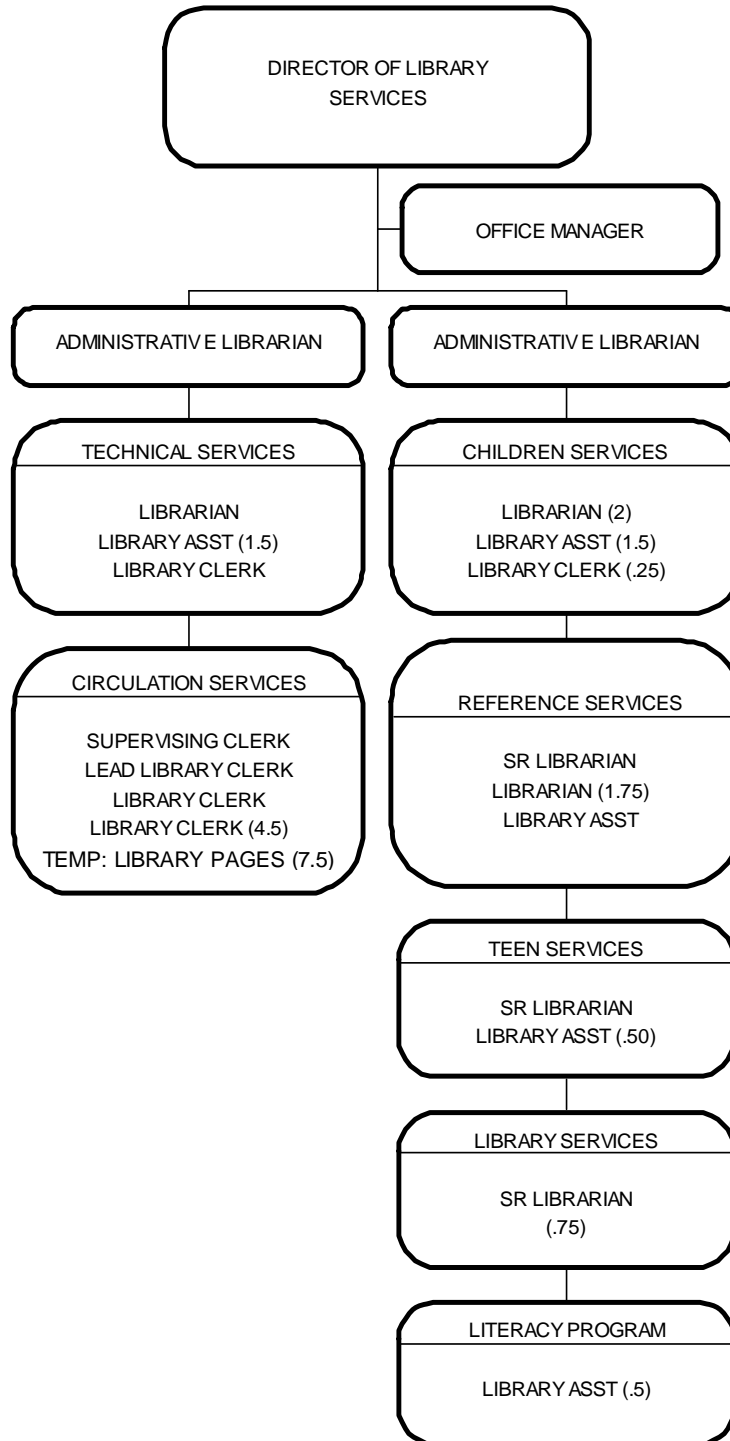 DIRECTOR OF LIBRARY
SERVICES
OFFICE MANAGER
ADMINISTRATIVE LIBRARIAN
ADMINISTRATIVE LIBRARIAN
TECHNICAL SERVICES
LIBRARIAN
LIBRARY ASST (1.5)
LIBRARY CLERK
CIRCULATION SERVICES
SUPERVISING CLERK
LEAD LIBRARY CLERK
LIBRARY CLERK
LIBRARY CLERK (4.5)
TEMP: LIBRARY PAGES (7.5)
CHILDREN SERVICES
LIBRARIAN (2)
LIBRARY ASST (1.5)
LIBRARY CLERK (.25)
REFERENCE SERVICES
SR LIBRARIAN
LIBRARIAN (1.75)
LIBRARY ASST
TEEN SERVICES
SR LIBRARIAN
LIBRARY ASST (.50)
LIBRARY SERVICES
SR LIBRARIAN
(.75)
LITERACY PROGRAM
LIBRARY ASST (.5)